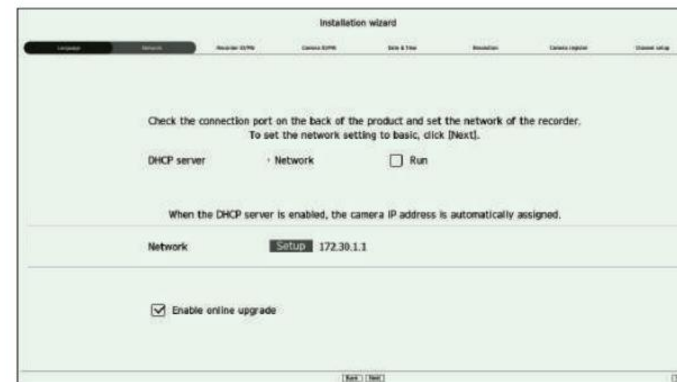 Installation wizard
Language Network Recorder ID/PW Camera ID/PW Date & Time Resolution Camera register Channel setup
Check the connection port on the back of the product and set the network of the recorder.
To set the network setting to basic, click [Next].
DHCP server · Network Run
When the DHCP server is enabled, the camera IP address is automatically assigned.
Network Setup 172.30.1.1
Enable online upgrade
Back Next